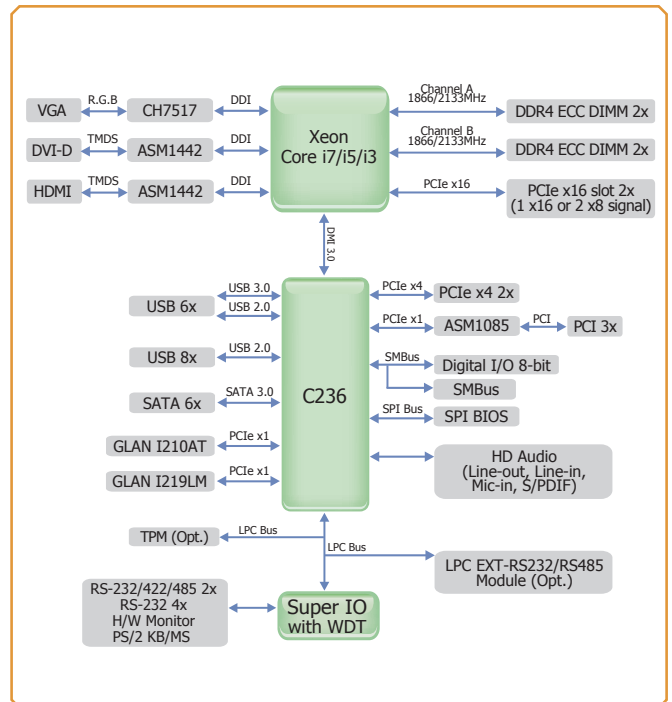 Channel A
1866/2133MHz
R.G.B
DDI
VGA
CH7517
DDR4 ECC DIMM 2x
Xeon
Core i7/i5/i3
Channel B
1866/2133MHz
TMDS
DDI
DVI-D
ASM1442
DDR4 ECC DIMM 2x
TMDS
DDI
PCIe x16
HDMI
ASM1442
PCIe x16 slot 2x
(1 x16 or 2 x8 signal)
DMI 3.0
USB 3.0
USB 6x
USB 2.0
PCIe x4
PCIe x4 2x
PCIe x1
ASM1085
PCI
PCI 3x
USB 2.0
USB 8x
SMBus
Digital I/O 8-bit
SMBus
C236
SATA 3.0
SATA 6x
SPI Bus
SPI BIOS
PCIe x1
GLAN I210AT
PCIe x1
GLAN I219LM
HD Audio
(Line-out, Line-in,
Mic-in, S/PDIF)
LPC Bus
TPM (Opt.)
LPC Bus
LPC EXT-RS232/RS485
Module (Opt.)
RS-232/422/485 2x
RS-232 4x
H/W Monitor
PS/2 KB/MS
Super IO
with WDT